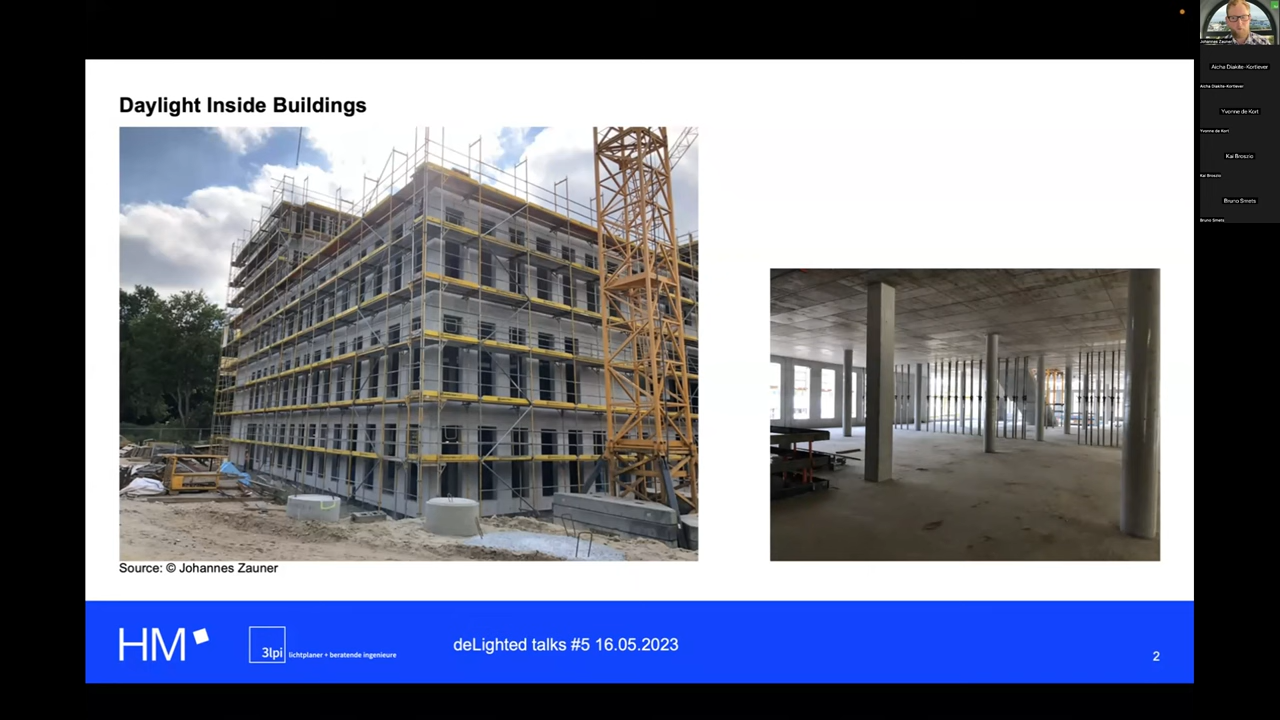 Daylight Inside Buildings
Source: © Johannes Zauner
HM
3lpi lichtplaner + beratende ingenieure
deLighted talks #5 16.05.2023
2
Johannes Zauner
Aicha Diakite-Kortlever
Aicha Diakite-Kortlever
Yvonne de Kort
Yvonne de Kort
Kai Broszio
Kai Broszio
Bruno Smets
Bruno Smets